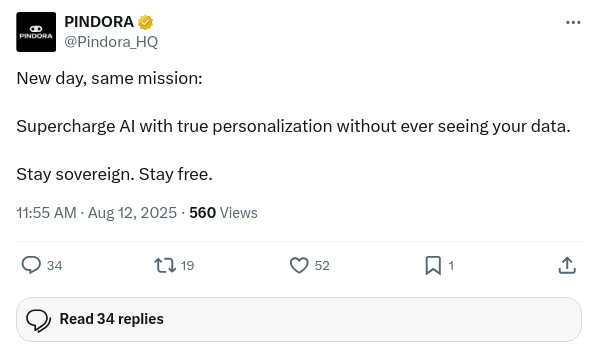 PINDORA
PINDORA
@Pindora_HQ
New day, same mission:
Supercharge AI with true personalization without ever seeing your data.
Stay sovereign. Stay free.
11:55 AM · Aug 12, 2025 · 560 Views
34 19 52 1
Read 34 replies